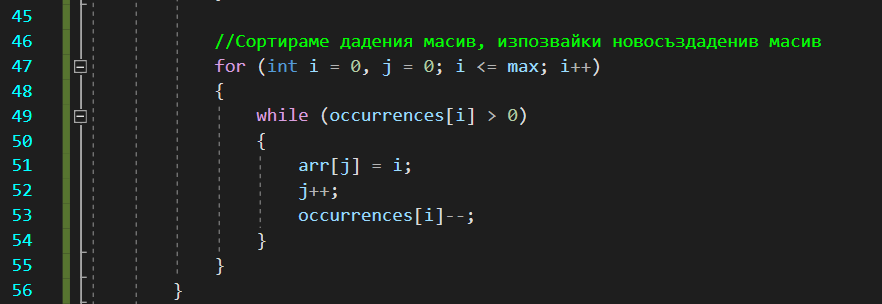 45
46 //Сортираме дадения масив, изпозвайки новосъздаденив масив
47 for (int i = 0, j = 0; i <= max; i++)
48 {
49 while (occurrences[i] > 0)
50 {
51 arr[j] = i;
52 j++;
53 occurrences[i]--;
54 }
55 }
56 }